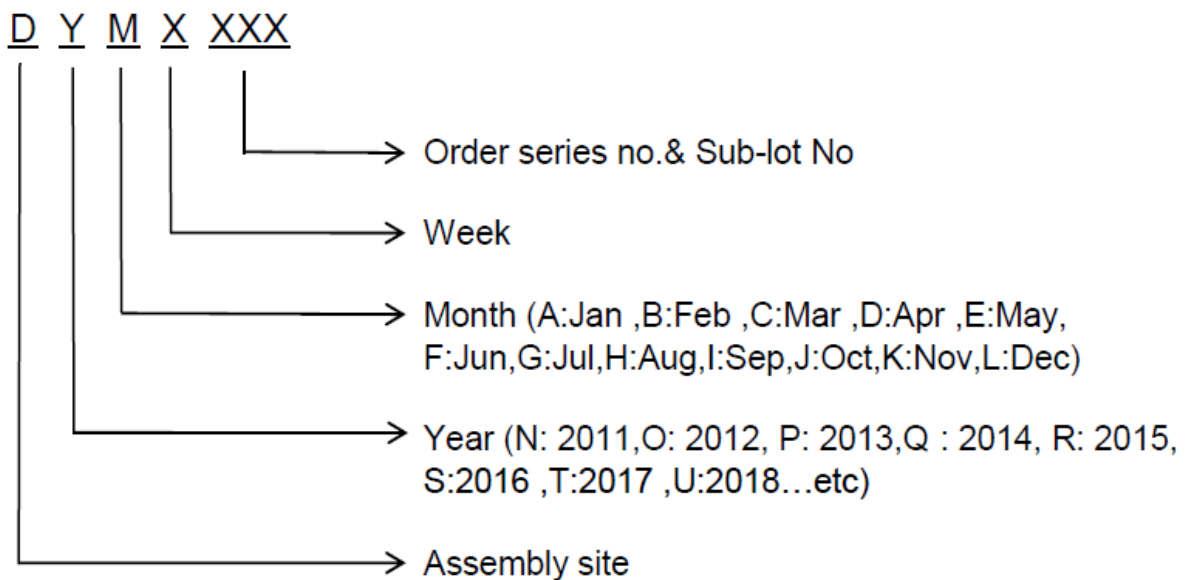 D Y M X XXX
Order series no.& Sub-lot No
Week
Month (A:Jan ,B:Feb ,C:Mar ,D:Apr ,E:May,
F:Jun,G:Jul,H:Aug,I:Sep,J:Oct,K:Nov,L:Dec)
Year (N: 2011,O: 2012, P: 2013,Q : 2014, R: 2015,
S:2016 ,T:2017 ,U:2018...etc)
Assembly site